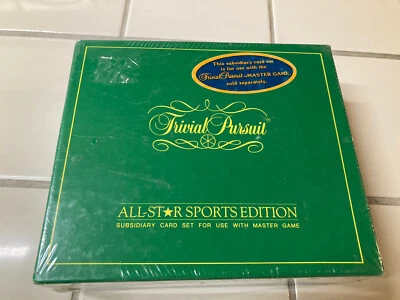 This subsidiary card set
is for use with the
Trivial Pursuit MASTER GAME,
sold separately.
Trivial Pursuit
ALL-ST★R SPORTS EDITION
SUBSIDIARY CARD SET FOR USE WITH MASTER GAME